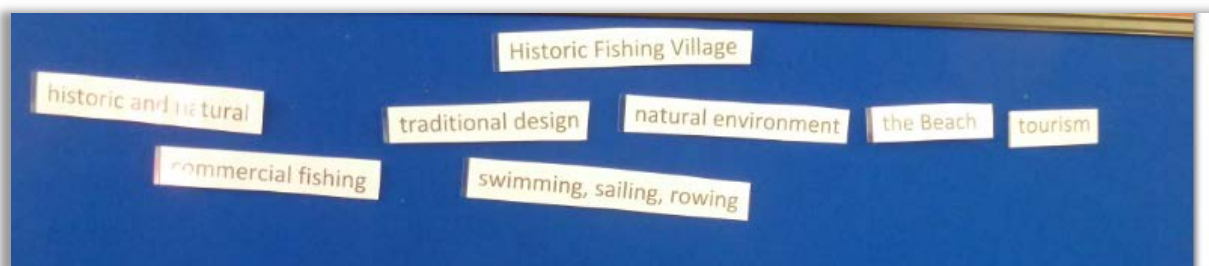 Historic Fishing Village
historic and natural
traditional design
natural environment
the Beach
tourism
commercial fishing
swimming, sailing, rowing